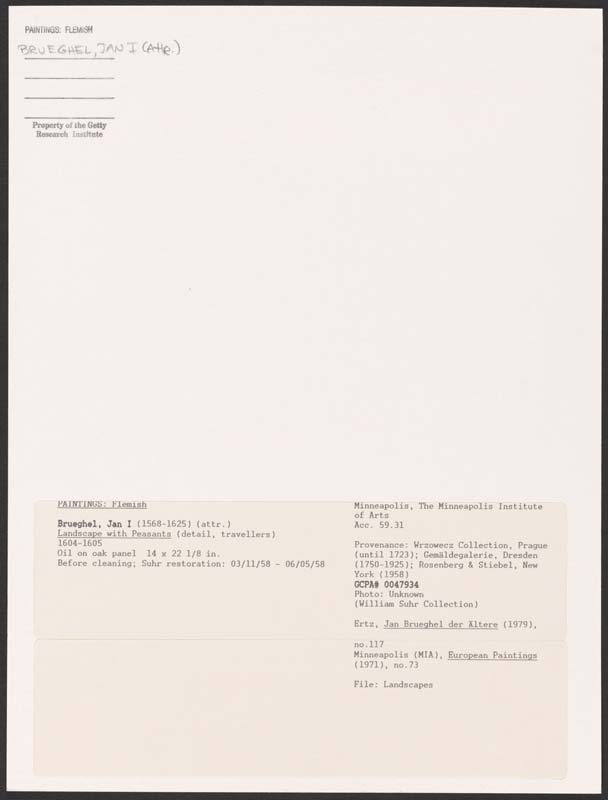 PAINTINGS: FLEMISH
BRUEGHEL, JAN I (Attr.)
Property of the Getty
Research Institute
PAINTINGS: Flemish
Brueghel, Jan I (1568-1625) (attr.)
Landscape with Peasants (detail, travellers)
1604-1605
Oil on oak panel 14 x 22 1/8 in.
Before cleaning; Suhr restoration: 03/11/58 - 06/05/58
Minneapolis, The Minneapolis Institute
of Arts
Acc. 59.31
Provenance: Wrzowecz Collection, Prague
(until 1723); Gemäldegalerie, Dresden
(1750-1925); Rosenberg & Stiebel, New
York (1958)
GCPA# 0047934
Photo: Unknown
(William Suhr Collection)
Ertz, Jan Brueghel der Altere (1979),
no.117
Minneapolis (MIA), European Paintings
(1971), no.73
File: Landscapes